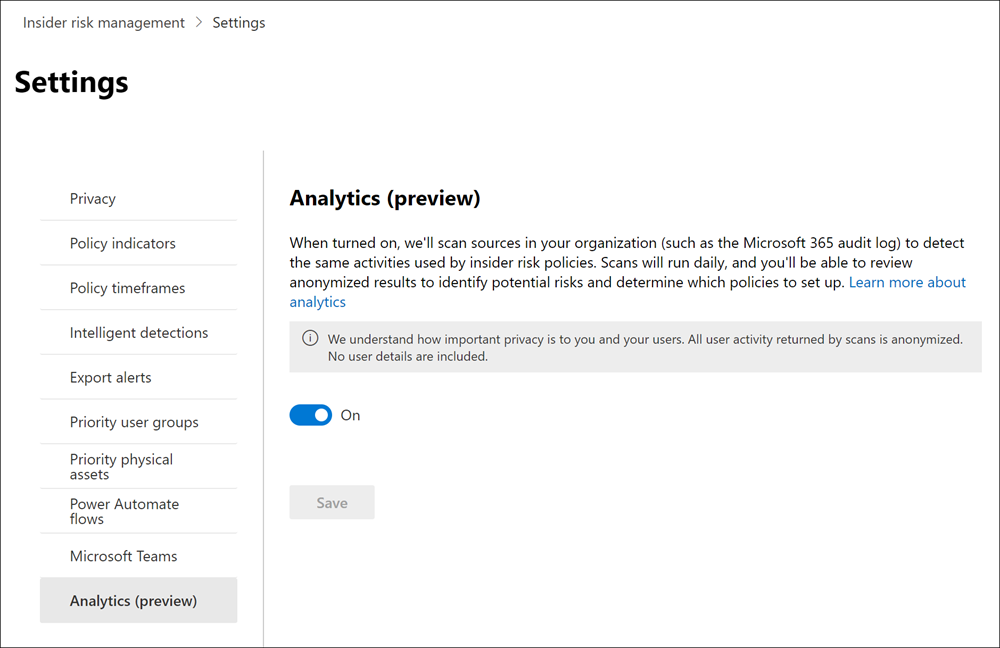 Insider risk management > Settings
Settings
Privacy
Policy indicators
Policy timeframes
Intelligent detections
Export alerts
Priority user groups
Priority physical
assets
Power Automate
flows
Microsoft Teams
Analytics (preview)
Analytics (preview)
When turned on, we'll scan sources in your organization (such as the Microsoft 365 audit log) to detect
the same activities used by insider risk policies. Scans will run daily, and you'll be able to review
anonymized results to identify potential risks and determine which policies to set up. Learn more about
analytics
We understand how important privacy is to you and your users. All user activity returned by scans is anonymized.
No user details are included.
On
Save